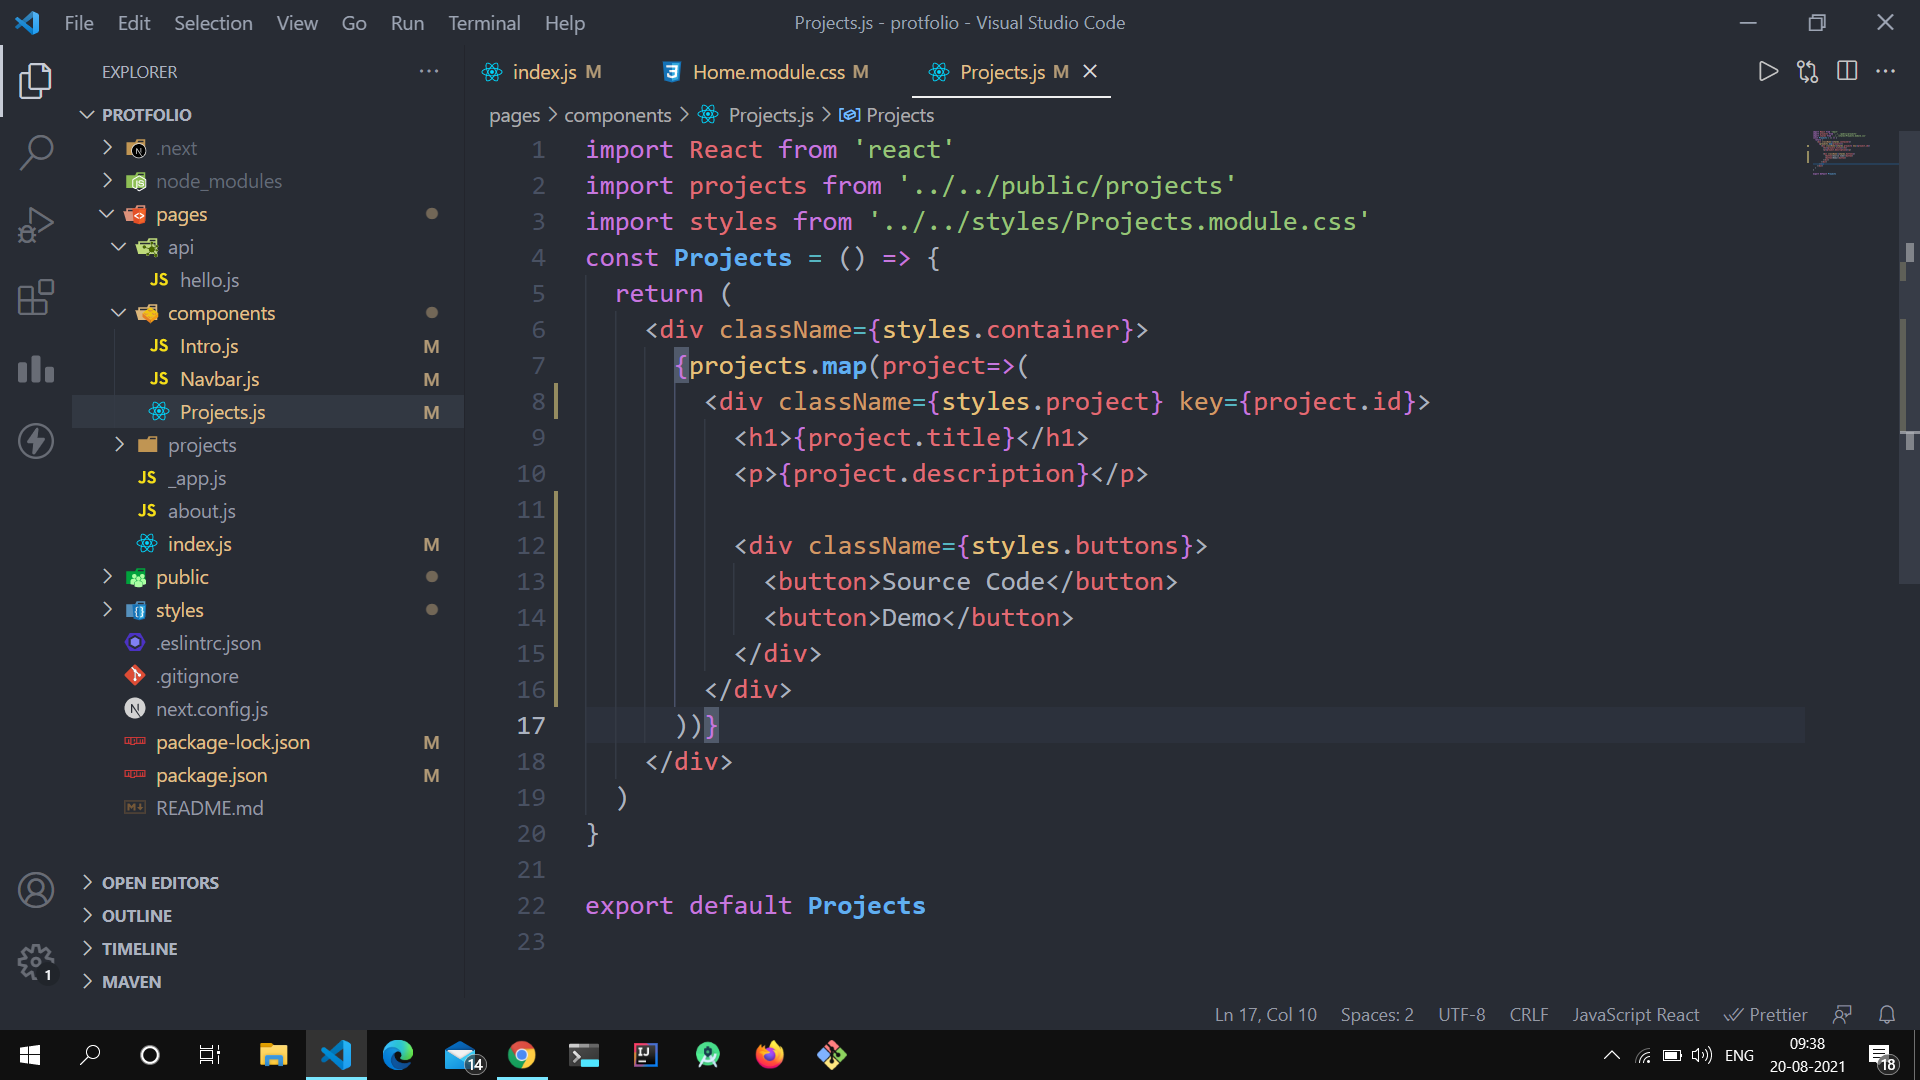 File Edit Selection View Go Run Terminal Help
Projects.js - protfolio - Visual Studio Code
EXPLORER
PROTFOLIO
.next
node_modules
pages
api
JS hello.js
components
JS Intro.js M
JS Navbar.js M
Projects.js M
projects
JS _app.js
JS about.js
index.js M
public
styles
.eslintrc.json
.gitignore
N next.config.js
package-lock.json M
package.json M
README.md
OPEN EDITORS
OUTLINE
TIMELINE
MAVEN
1
index.js M
Home.module.css M
Projects.js M
pages > components > Projects.js > Projects
1 import React from 'react'
2 import projects from '../../public/projects'
3 import styles from '../../styles/Projects.module.css'
4 const Projects = () => {
5 return (
6 <div className={styles.container}>
7 {projects.map(project=>(
8 <div className={styles.project} key={project.id}>
9 <h1>{project.title}</h1>
10 <p>{project.description}</p>
11
12 <div className={styles.buttons}>
13 <button>Source Code</button>
14 <button>Demo</button>
15 </div>
16 </div>
17 ))}
18 </div>
19 )
20 }
21
22 export default Projects
23
Ln 17, Col 10 Spaces: 2 UTF-8 CRLF JavaScript React Prettier
14
ENG
09:38
20-08-2021
18